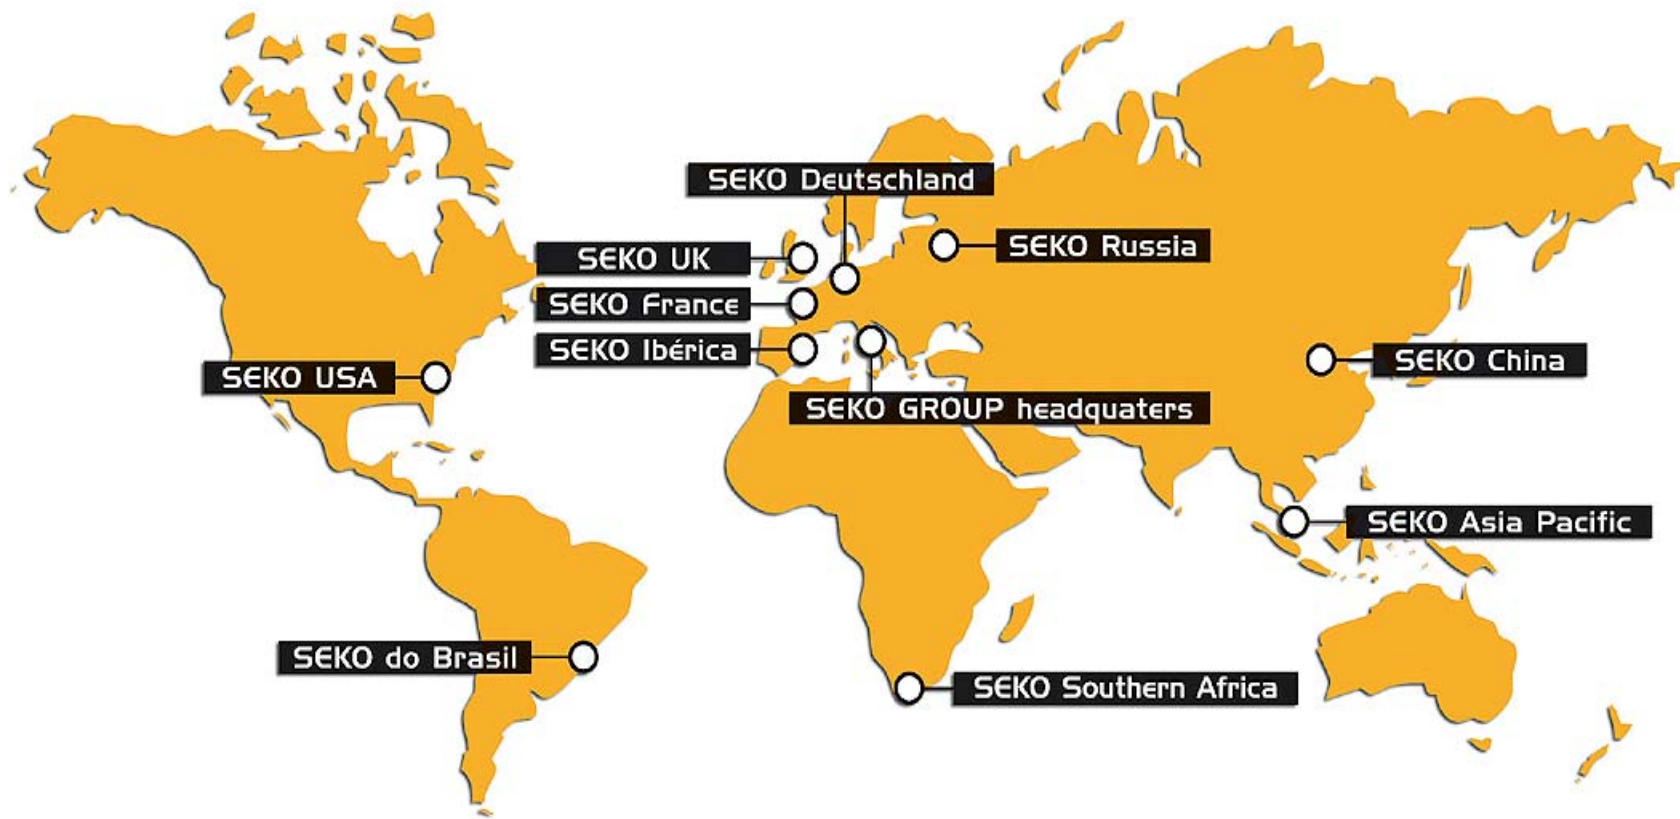 SEKO Deutschland
SEKO UK
SEKO Russia
SEKO France
SEKO Ibérica
SEKO USA
SEKO China
SEKO GROUP headquaters
SEKO Asia Pacific
SEKO do Brasil
SEKO Southern Africa